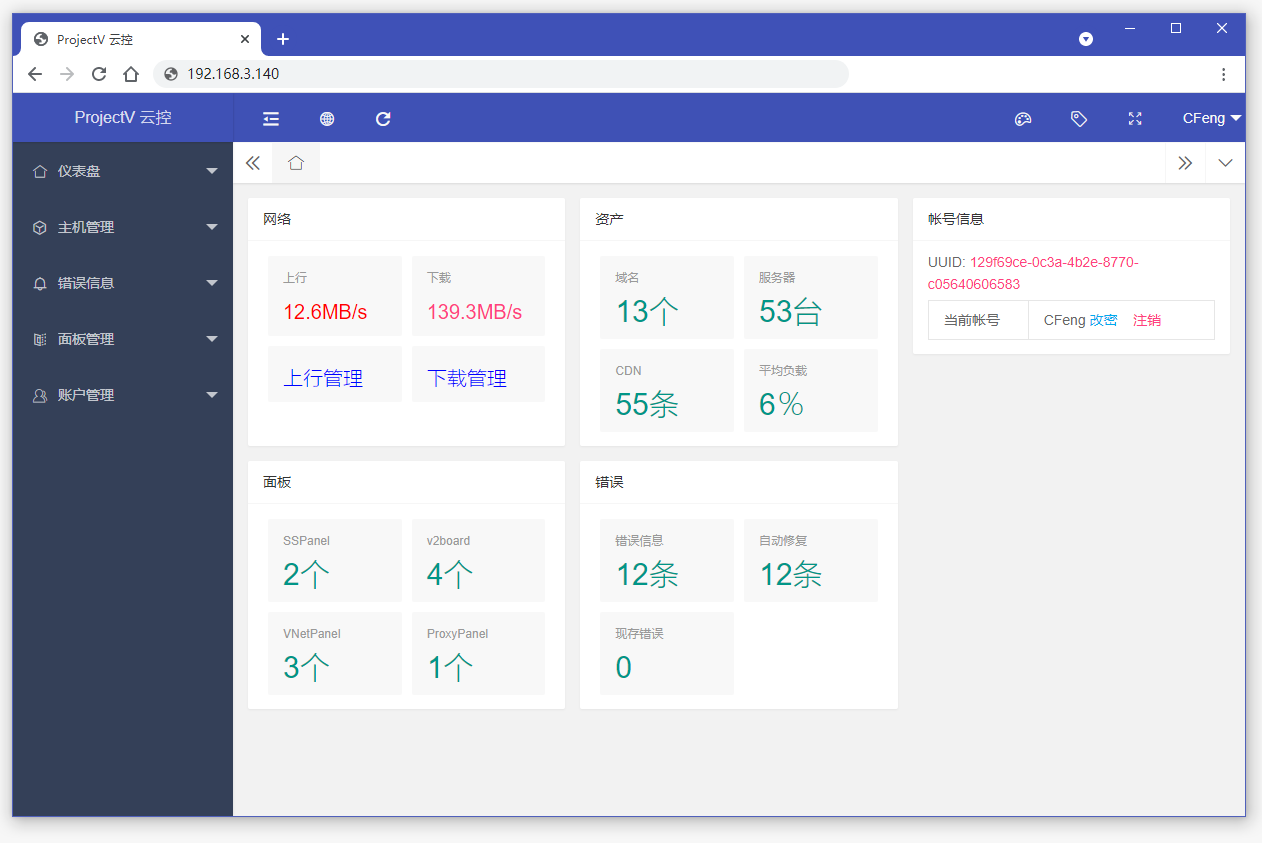 ProjectV 云控
192.168.3.140
ProjectV 云控
CFeng
仪表盘
主机管理
错误信息
面板管理
账户管理
网络
上行
12.6MB/s
下载
139.3MB/s
上行管理
下载管理
资产
域名
13个
服务器
53台
CDN
55条
平均负载
6%
帐号信息
UUID: 129f69ce-0c3a-4b2e-8770-
c05640606583
当前帐号
CFeng 改密 注销
面板
SSPanel
2个
v2board
4个
VNetPanel
3个
ProxyPanel
1个
错误
错误信息
12条
自动修复
12条
现存错误
0